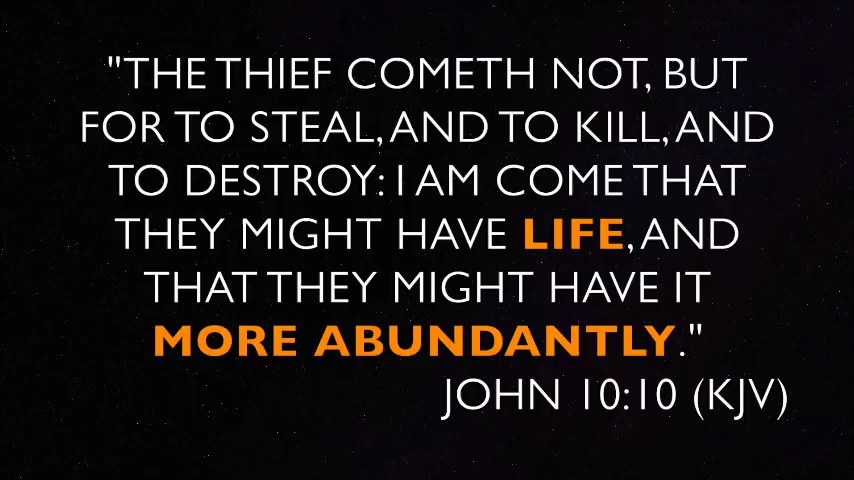 "THE THIEF COMETH NOT, BUT
FOR TO STEAL, AND TO KILL, AND
TO DESTROY: I AM COME THAT
THEY MIGHT HAVE LIFE, AND
THAT THEY MIGHT HAVE IT
MORE ABUNDANTLY."
JOHN 10:10 (KJV)